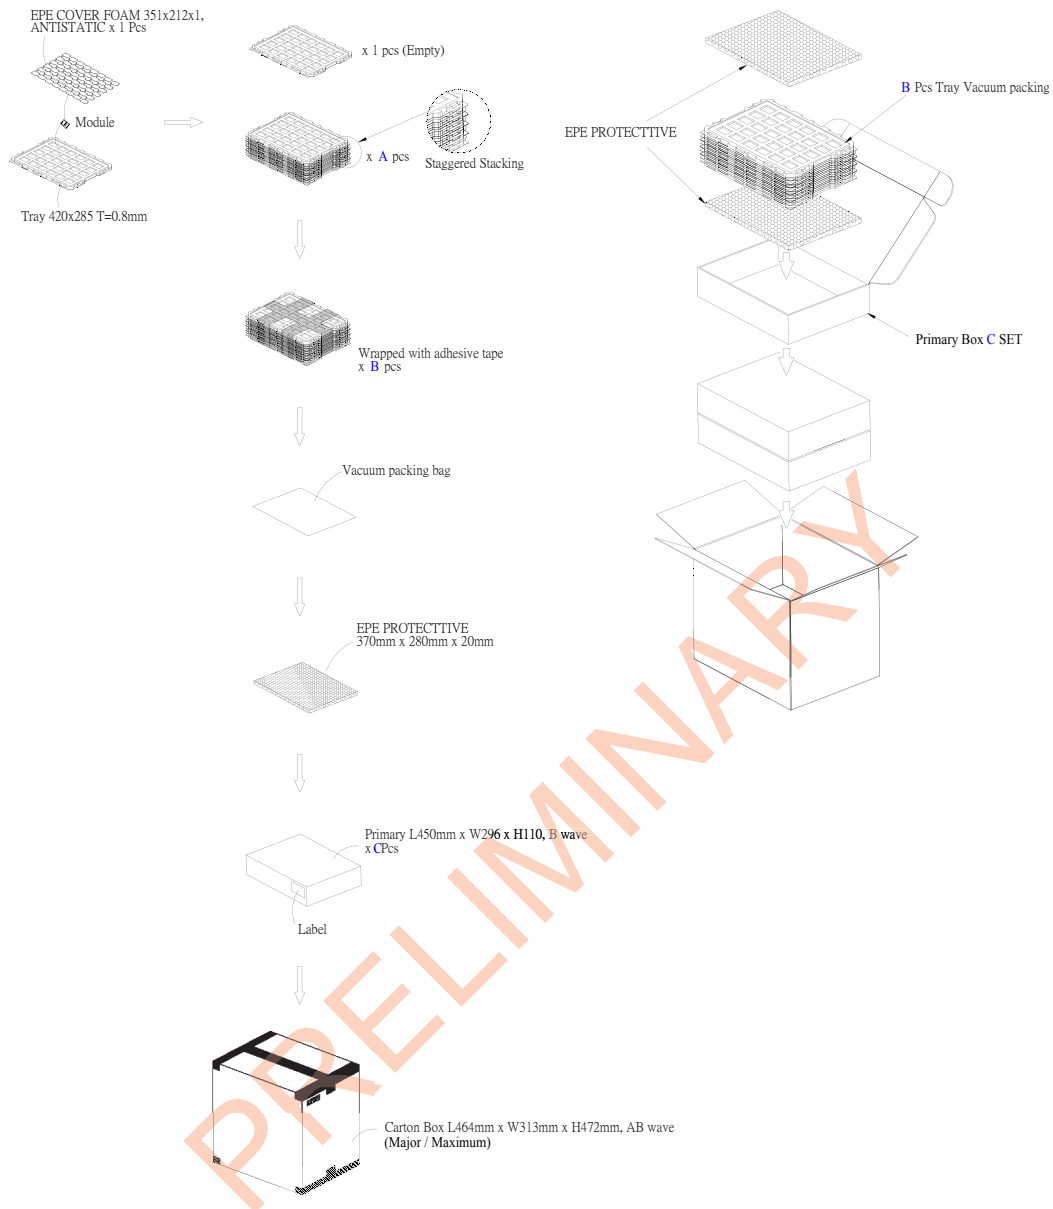 EPE COVER FOAM 351x212x1,
ANTISTATIC x 1 Pcs
Module
Tray 420x285 T=0.8mm
x 1 pcs (Empty)
x A pcs
Staggered Stacking
Wrapped with adhesive tape
x B pcs
Vacuum packing bag
EPE PROTECTTIVE
370mm x 280mm x 20mm
Primary L450mm x W296 x H110, B wave
x CPcs
Label
Carton Box L464mm x W313mm x H472mm, AB wave
(Major / Maximum)
B Pcs Tray Vacuum packing
EPE PROTECTTIVE
Primary Box C SET
PRELIMINARY